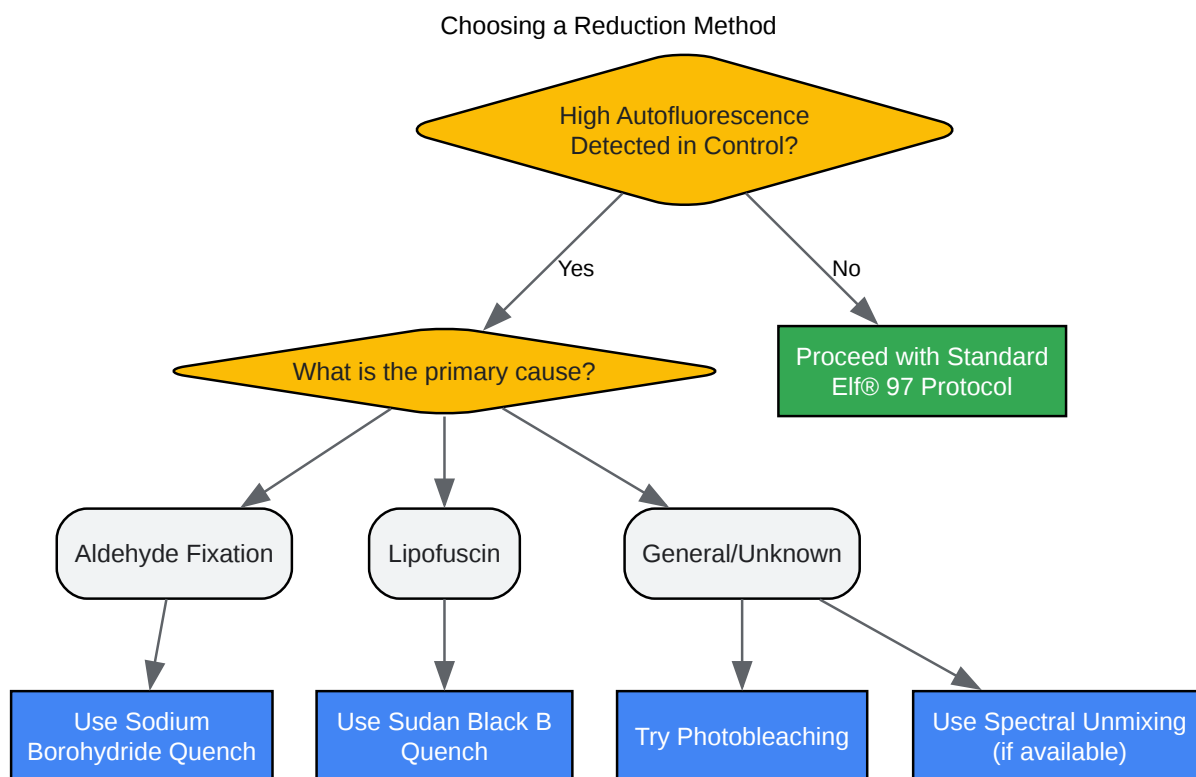 Choosing a Reduction Method
High Autofluorescence
Detected in Control?
Yes
No
What is the primary cause?
Proceed with Standard
Elf® 97 Protocol
Aldehyde Fixation
Lipofuscin
General/Unknown
Use Sodium
Borohydride Quench
Use Sudan Black B
Quench
Try Photobleaching
Use Spectral Unmixing
(if available)